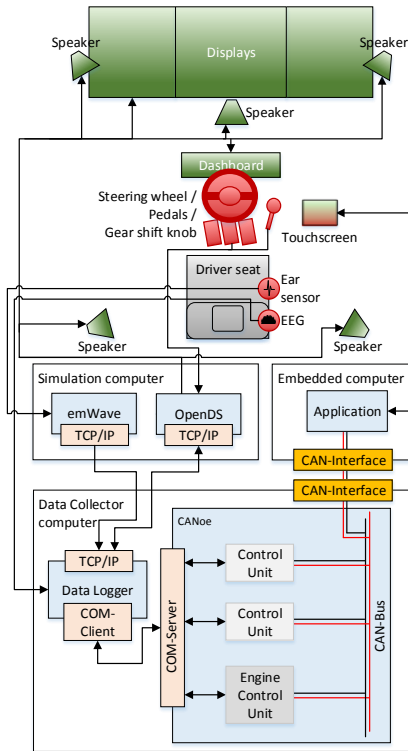 Speaker
Displays
Speaker
Speaker
Dashboard
Steering wheel /
Pedals /
Gear shift knob
Touchscreen
Driver seat
Ear
sensor
EEG
Speaker
Speaker
Simulation computer
Embedded computer
emWave
TCP/IP
OpenDS
TCP/IP
Application
CAN-Interface
CAN-Interface
Data Collector
computer
CANoe
TCP/IP
Data Logger
COM-
Client
COM-Server
Control
Unit
Control
Unit
Engine
Control
Unit
CAN-Bus